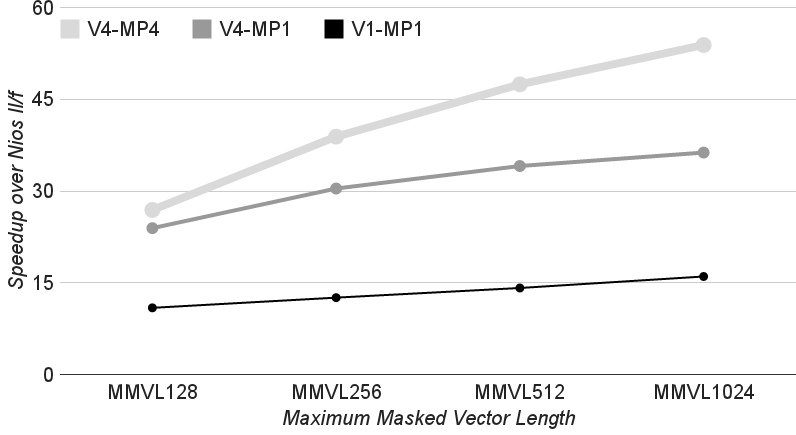 60
V4-MP4 V4-MP1 V1-MP1
45
Speedup over Nios II/f
30
15
0
MMVL128 MMVL256 MMVL512 MMVL1024
Maximum Masked Vector Length